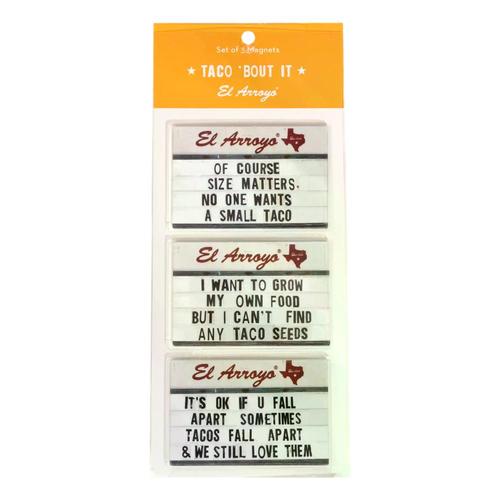 Set of 3 Magnets
★ TACO 'BOUT IT ★
El Arroyo
El Arroyo®
OF COURSE
SIZE MATTERS.
NO ONE WANTS
A SMALL TACO
El Arroyo®
I WANT TO GROW
MY OWN FOOD
BUT I CAN'T FIND
ANY TACO SEEDS
El Arroyo®
IT'S OK IF U FALL
APART SOMETIMES
TACOS FALL APART
& WE STILL LOVE THEM